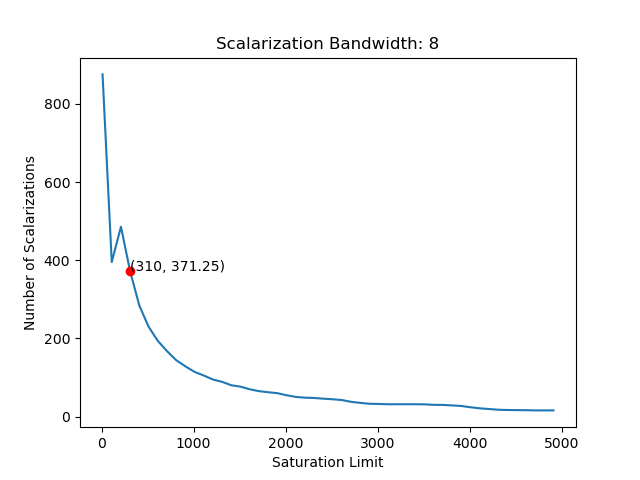 Scalarization Bandwidth: 8
Number of Scalarizations
800
600
400
200
0
(310, 371.25)
0 1000 2000 3000 4000 5000
Saturation Limit